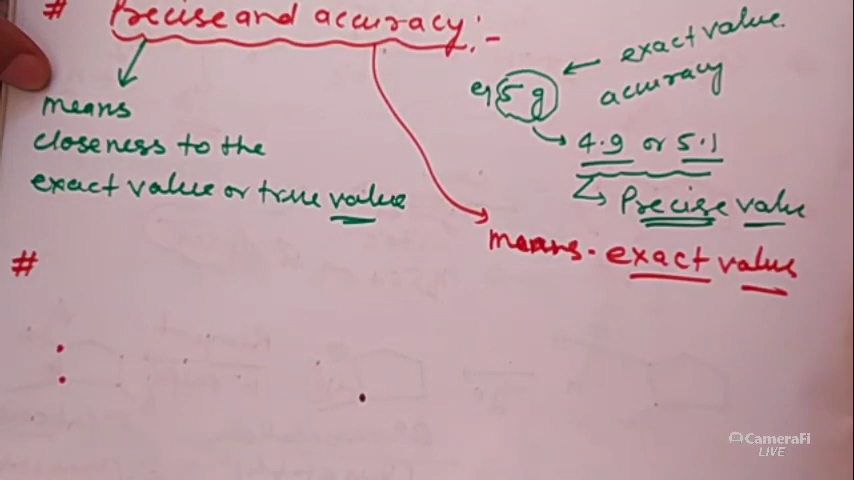 # Precise and accuracy :-
means
closeness to the
exact value or true value
eg 5 g ← exact value.
accuracy
4.9 or 5.1
Precise value
means - exact value
#
CameraFi
LIVE